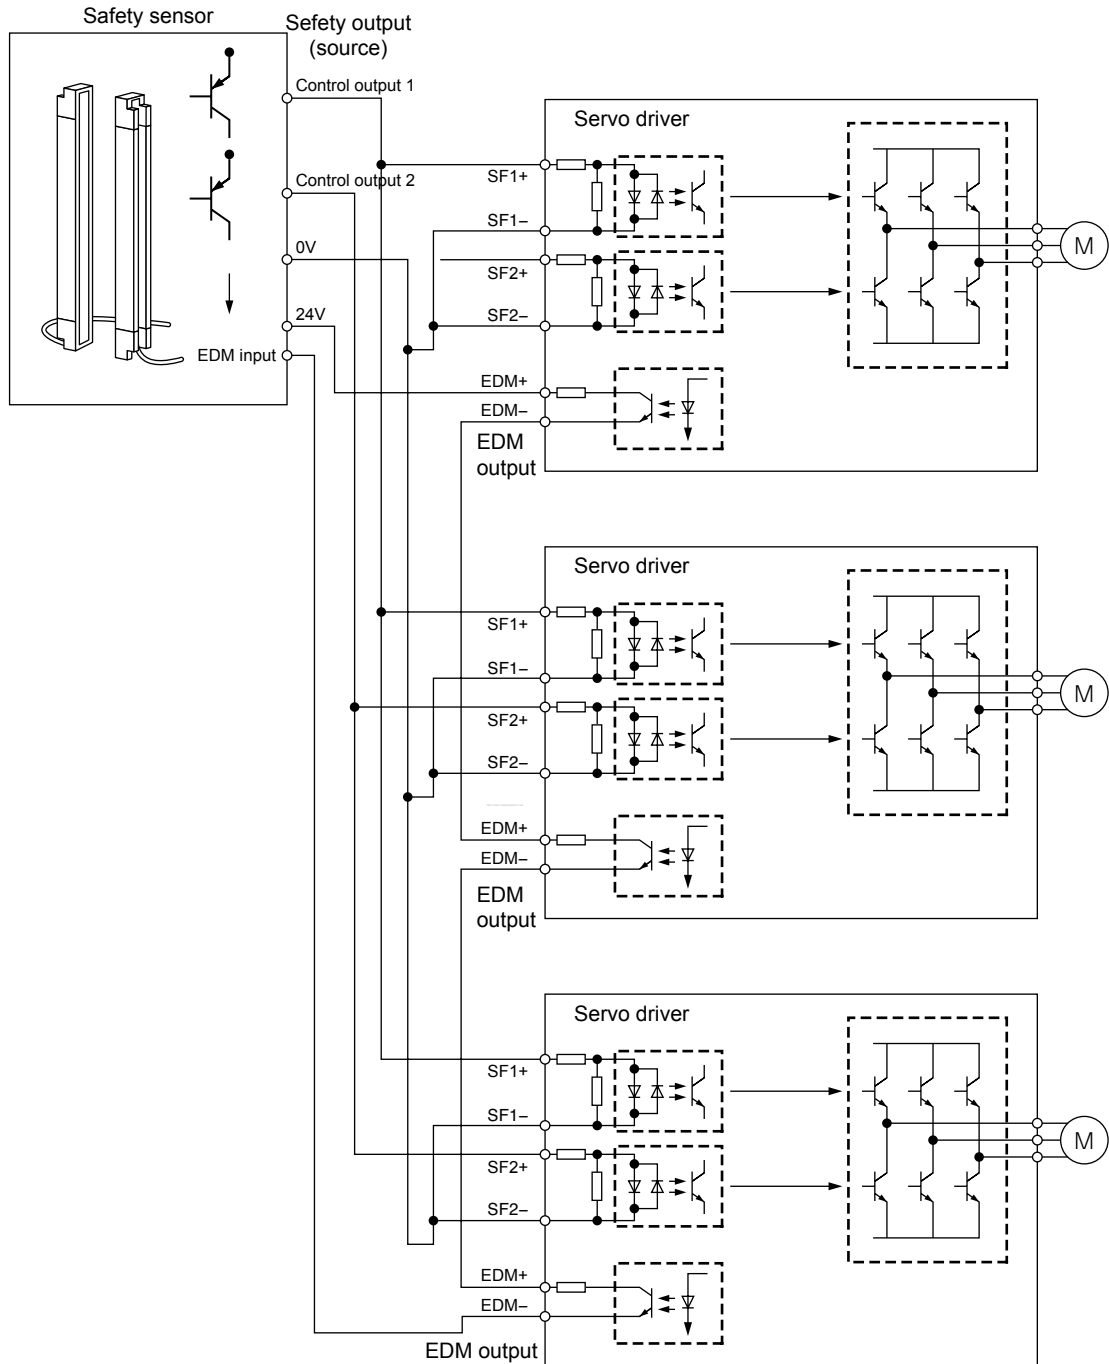 Safety sensor
Sefety output
(source)
Control output 1
Control output 2
0V
24V
EDM input
Servo driver
SF1+
SF1−
SF2+
SF2−
EDM+
EDM−
EDM
output
M
Servo driver
SF1+
SF1−
SF2+
SF2−
EDM+
EDM−
EDM
output
M
Servo driver
SF1+
SF1−
SF2+
SF2−
EDM+
EDM−
EDM output
M